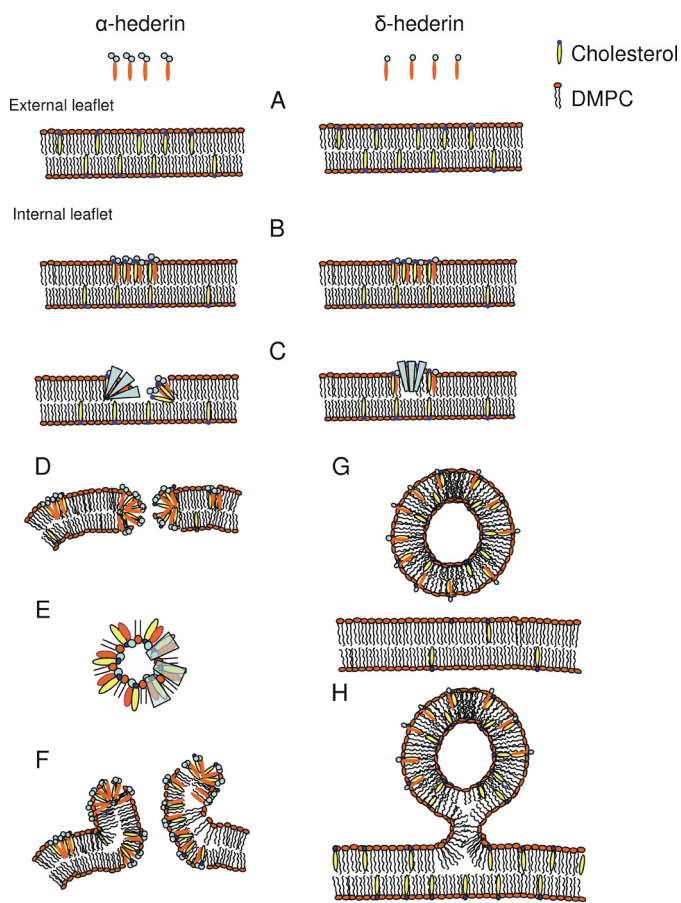 α-hederin
δ-hederin
Cholesterol
DMPC
External leaflet
A
Internal leaflet
B
C
D
G
E
H
F